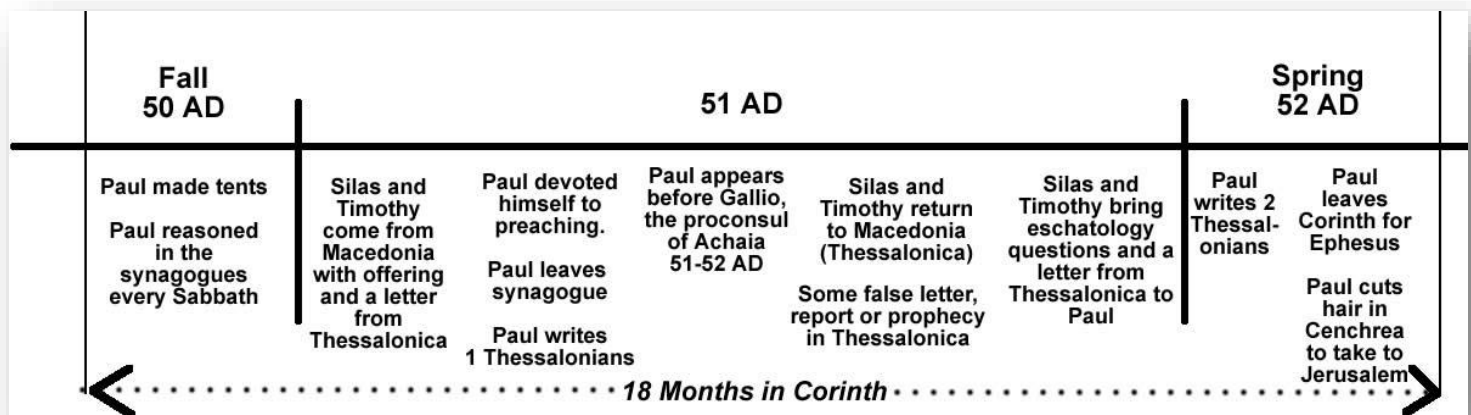 Fall
50 AD
51 AD
Spring
52 AD
Paul made tents
Paul reasoned
in the
synagogues
every Sabbath
Silas and
Timothy
come from
Macedonia
with offering
and a letter
from
Thessalonica
Paul devoted
himself to
preaching.
Paul leaves
synagogue
Paul writes
1 Thessalonians
Paul appears
before Gallio,
the proconsul
of Achaia
51-52 AD
Silas and
Timothy return
to Macedonia
(Thessalonica)
Some false letter,
report or prophecy
in Thessalonica
Silas and
Timothy bring
eschatology
questions and a
letter from
Thessalonica to
Paul
Paul
writes 2
Thessal-
onians
Paul
leaves
Corinth for
Ephesus
Paul cuts
hair in
Cenchrea
to take to
Jerusalem
18 Months in Corinth